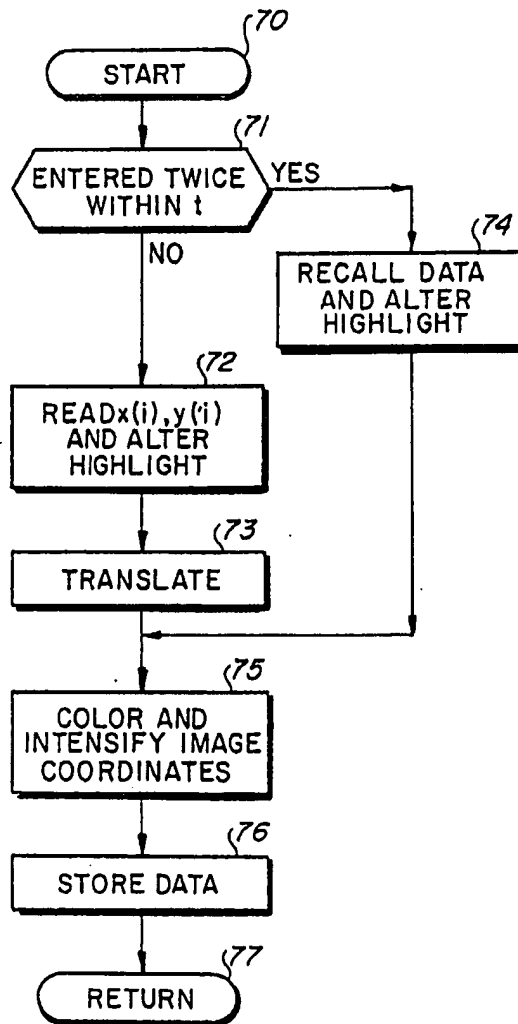 70
START
71
ENTERED TWICE
WITHIN t
YES
NO
74
RECALL DATA
AND ALTER
HIGHLIGHT
72
READ x(i), y(i)
AND ALTER
HIGHLIGHT
73
TRANSLATE
75
COLOR AND
INTENSIFY IMAGE
COORDINATES
76
STORE DATA
77
RETURN